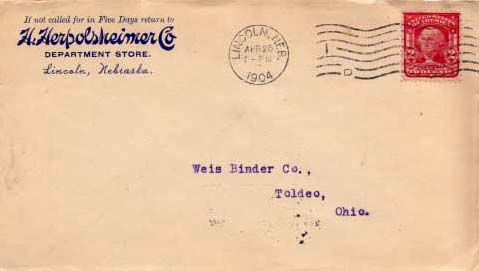 If not called for in Five Days return to
H. Herpolsheimer Co
DEPARTMENT STORE.
Lincoln, Nebraska.
LINCOLN, NEB.
APR 25
1904
D
Weis Binder Co.,
Toldeo,
Ohio.